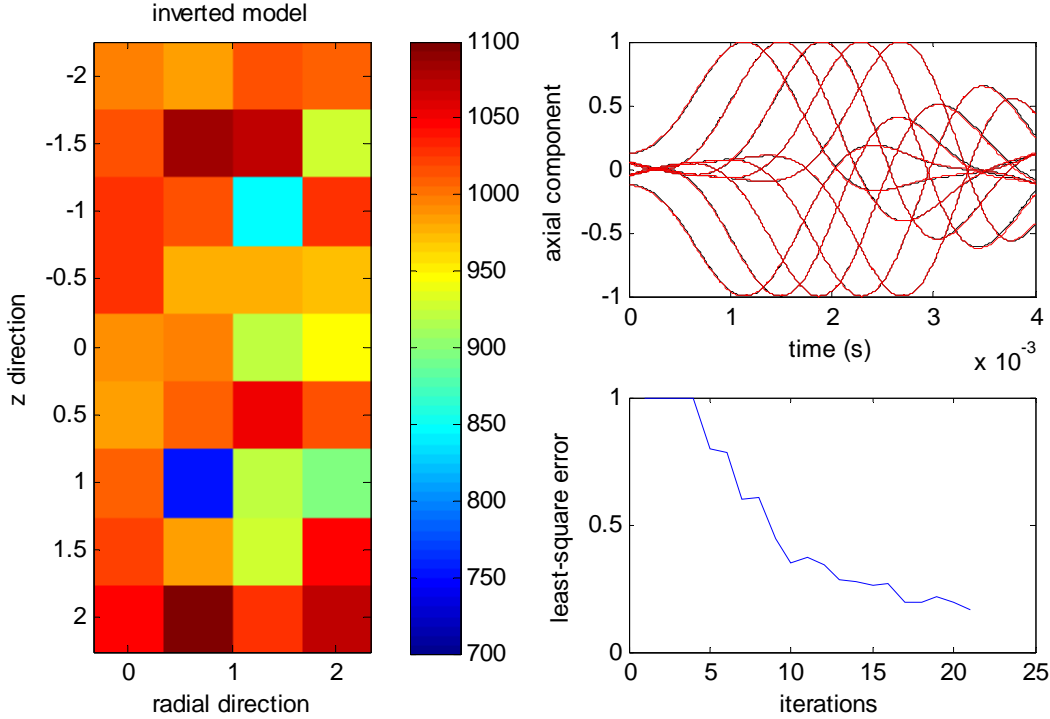 inverted model
-2
-1.5
-1
-0.5
0
0.5
1
1.5
2
z direction
0 1 2
radial direction
1100
1050
1000
950
900
850
800
750
700
1
0.5
0
-0.5
-1
axial component
0 1 2 3 4
time (s)
x 10-3
1
0.5
0
least-square error
0 5 10 15 20 25
iterations